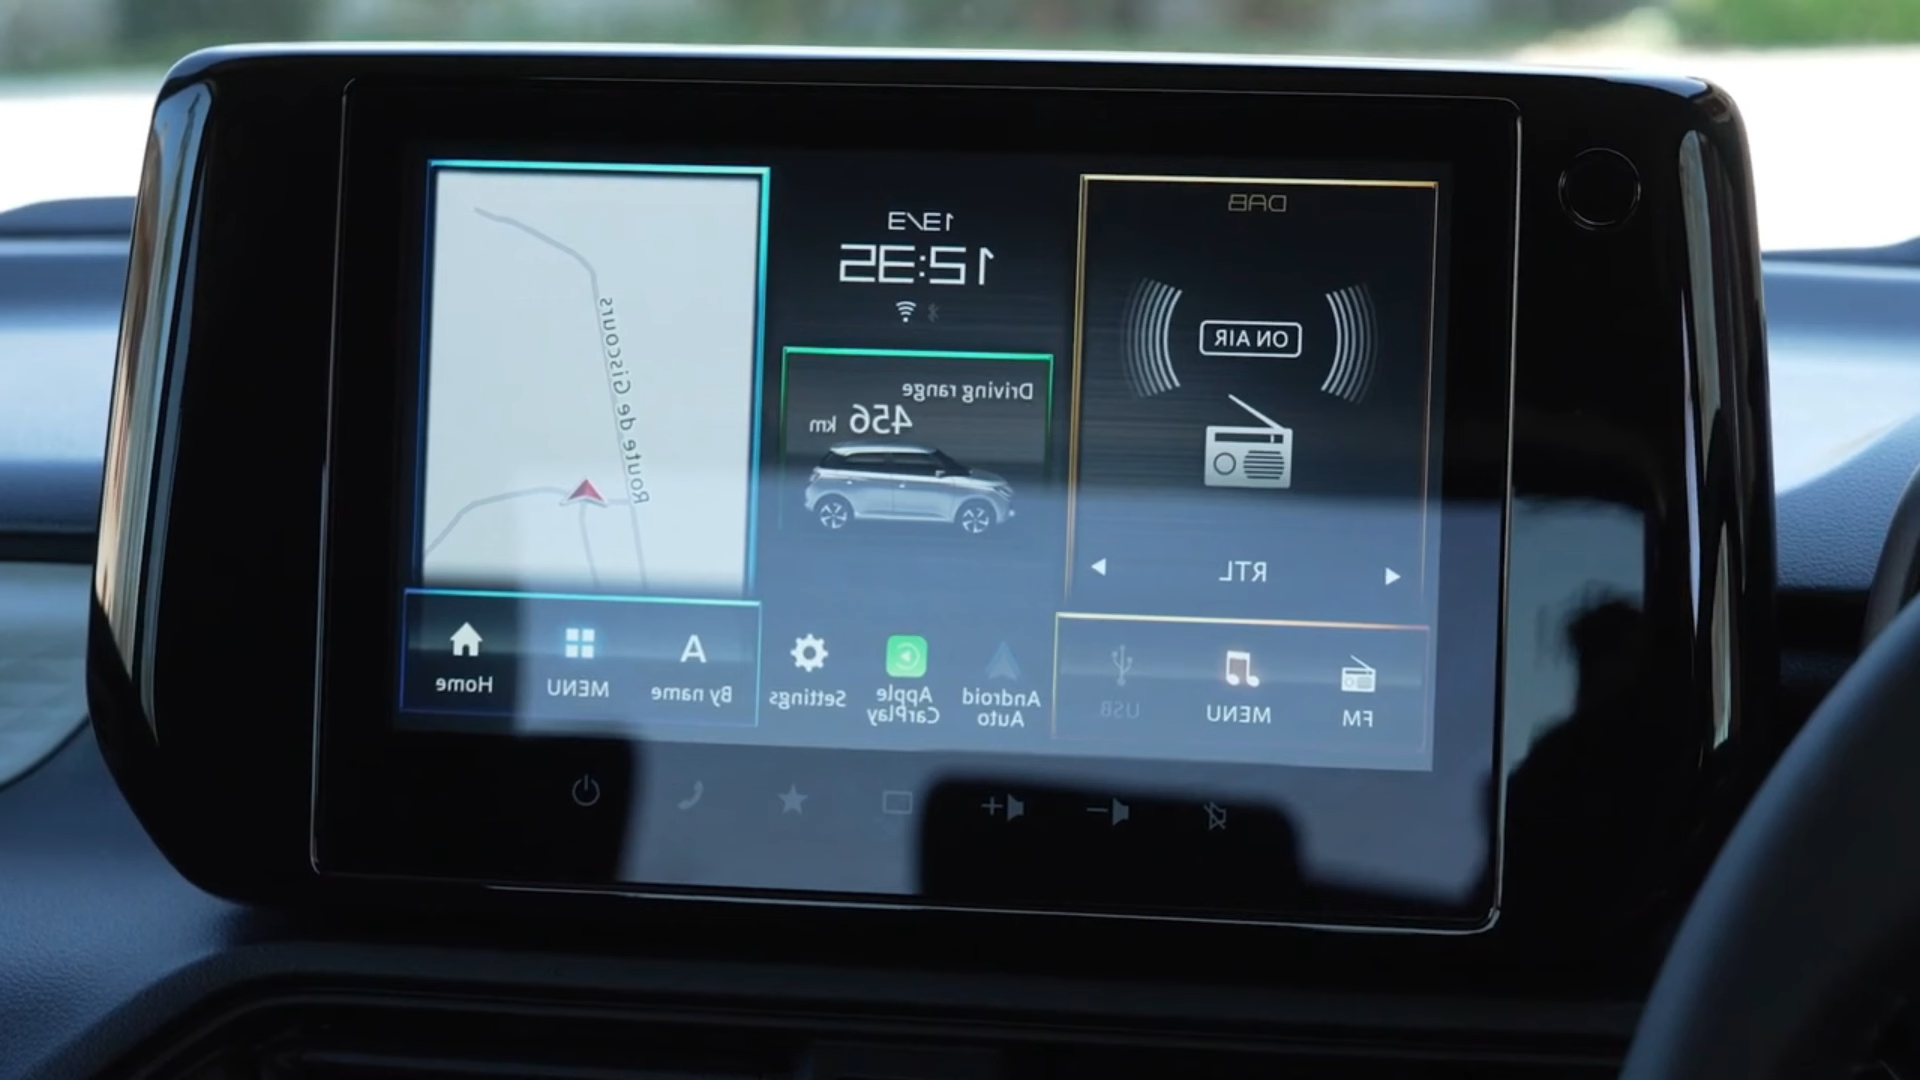 DAB
ON AIR
RTL
FM
MENU
USB
13/3
12:35
Driving range
456 km
Android
Auto
Apple
CarPlay
Settings
Route de Giscours
A
By name
MENU
Home